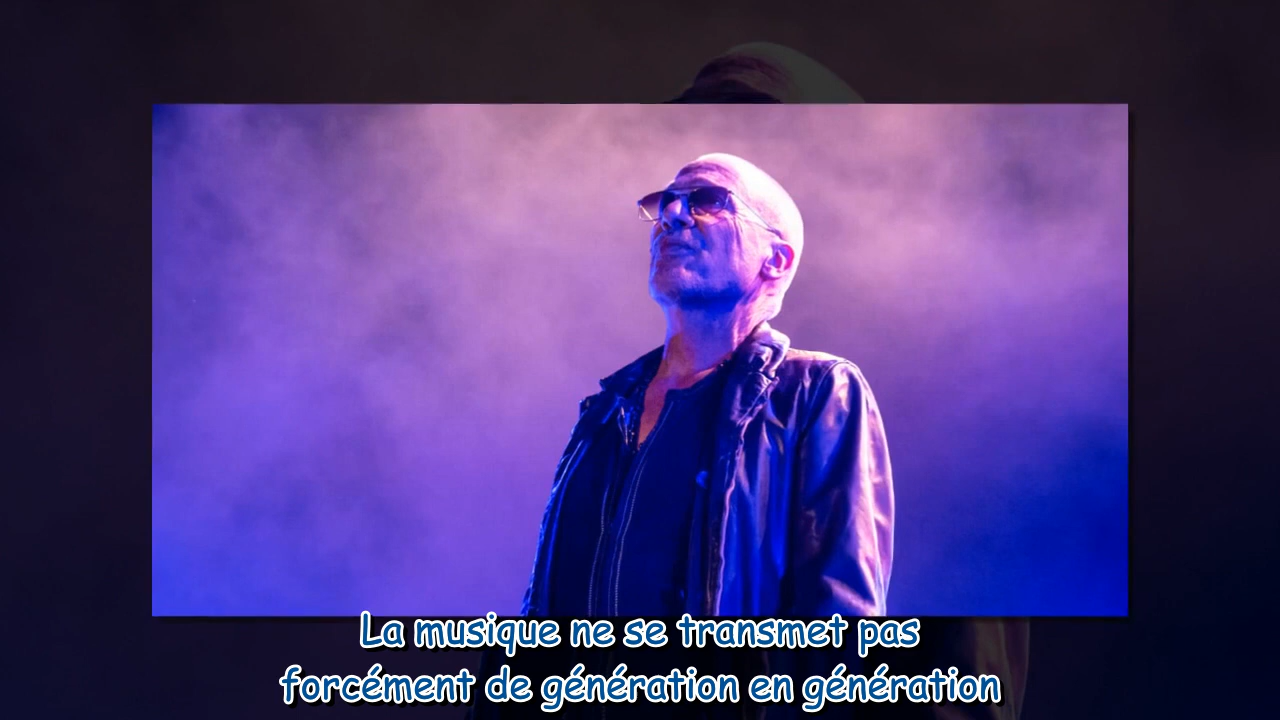 La musique ne se transmet pas
forcément de génération en génération